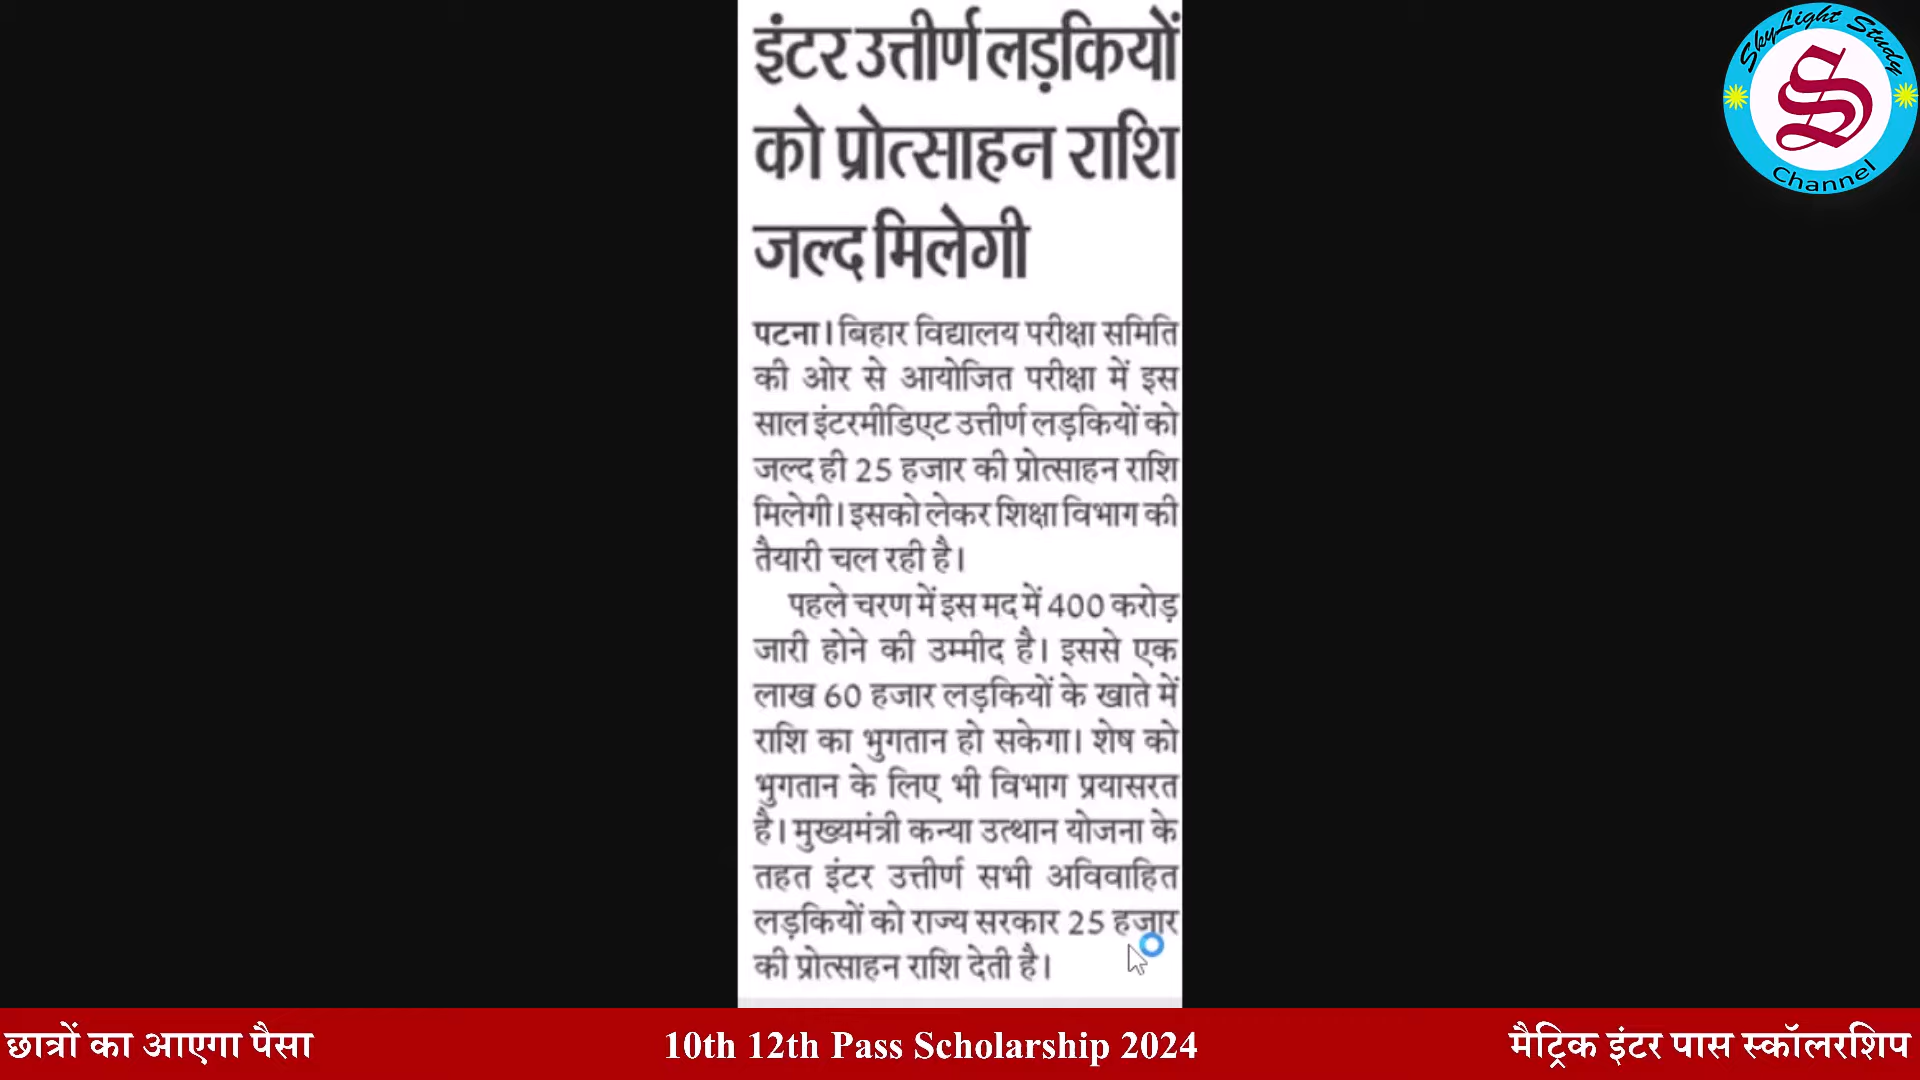 इंटर उत्तीर्ण लड़कियों
को प्रोत्साहन राशि
जल्द मिलेगी
पटना। बिहार विद्यालय परीक्षा समिति
की ओर से आयोजित परीक्षा में इस
साल इंटरमीडिएट उत्तीर्ण लड़कियों को
जल्द ही 25 हजार की प्रोत्साहन राशि
मिलेगी। इसको लेकर शिक्षा विभाग की
तैयारी चल रही है।
पहले चरण में इस मद में 400 करोड़
जारी होने की उम्मीद है। इससे एक
लाख 60 हजार लड़कियों के खाते में
राशि का भुगतान हो सकेगा। शेष को
भुगतान के लिए भी विभाग प्रयासरत
है। मुख्यमंत्री कन्या उत्थान योजना के
तहत इंटर उत्तीर्ण सभी अविवाहित
लड़कियों को राज्य सरकार 25 हजार
की प्रोत्साहन राशि देती है।
SkyLight Study
S
Channel
छात्रों का आएगा पैसा
10th 12th Pass Scholarship 2024
मैट्रिक इंटर पास स्कॉलरशिप